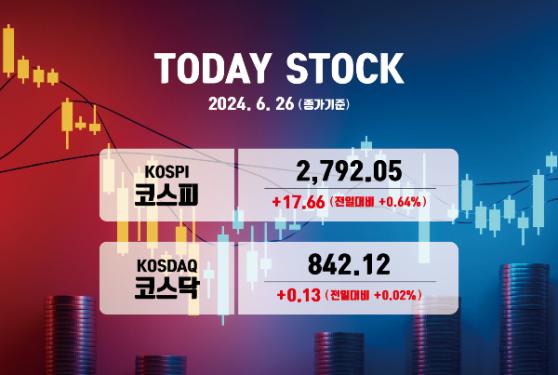 TODAY STOCK
2024. 6. 26 (종가기준)
KOSPI
코스피
2,792.05
+17.66 (전일대비 +0.64%)
KOSDAQ
코스닥
842.12
+0.13 (전일대비 +0.02%)